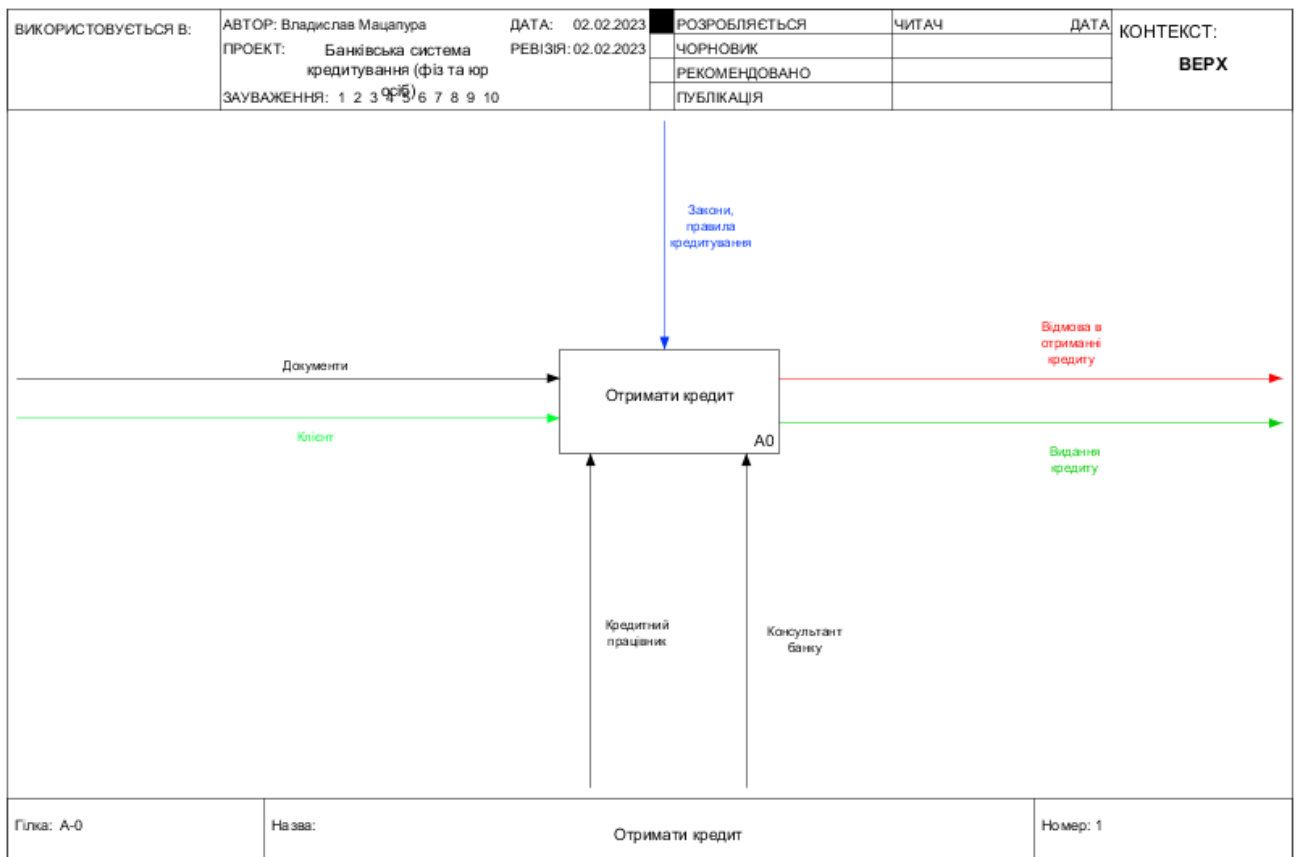 ВИКОРИСТОВУЄТЬСЯ В:
АВТОР: Владислав Мацапура
ДАТА: 02.02.2023
ПРОЕКТ: Банківська система
кредитування (фіз та юр
осіб)
РЕВІЗІЯ: 02.02.2023
ЗАУВАЖЕННЯ: 1 2 3 4 5 6 7 8 9 10
РОЗРОБЛЯЄТЬСЯ
ЧОРНОВИК
РЕКОМЕНДОВАНО
ПУБЛІКАЦІЯ
ЧИТАЧ
ДАТА
КОНТЕКСТ:
ВЕРХ
Закони,
правила
кредитування
Документи
Клієнт
Отримати кредит
A0
Відмова в
отриманні
кредиту
Видання
кредиту
Кредитний
працівник
Консультант
банку
Гілка: A-0
Назва:
Отримати кредит
Номер: 1